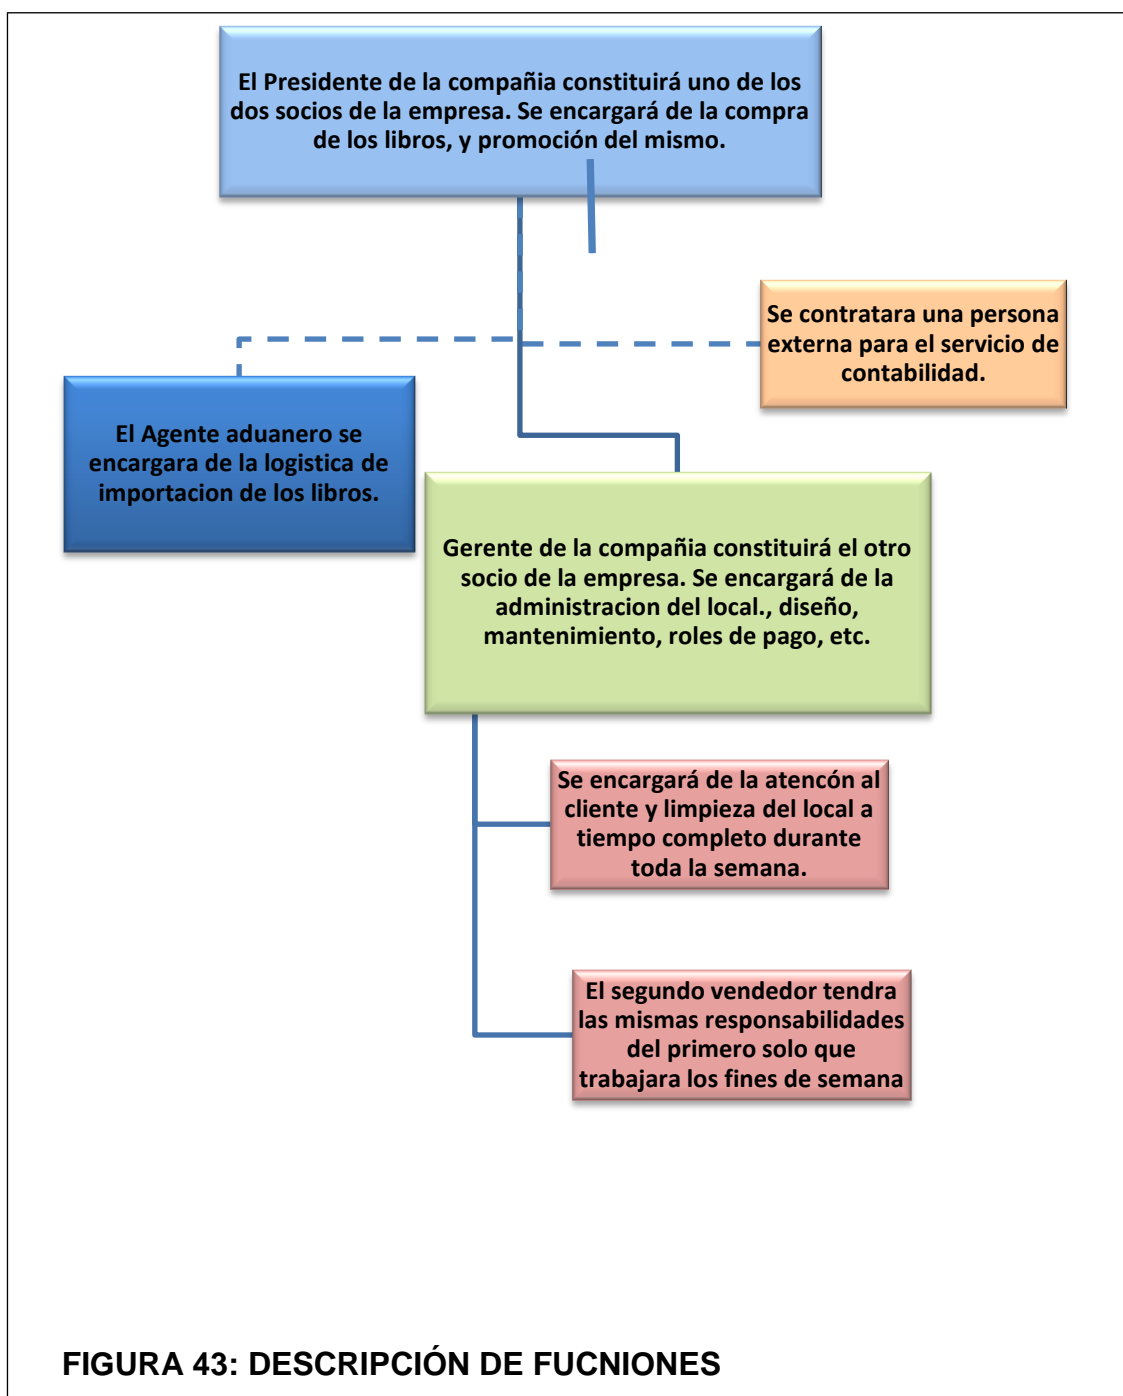 El Presidente de la compañia constituirá uno de los
dos socios de la empresa. Se encargará de la compra
de los libros, y promoción del mismo.
Se contratara una persona
externa para el servicio de
contabilidad.
El Agente aduanero se
encargara de la logistica de
importacion de los libros.
Gerente de la compañia constituirá el otro
socio de la empresa. Se encargará de la
administracion del local., diseño,
mantenimiento, roles de pago, etc.
Se encargará de la atencón al
cliente y limpieza del local a
tiempo completo durante
toda la semana.
El segundo vendedor tendra
las mismas responsabilidades
del primero solo que
trabajara los fines de semana
FIGURA 43: DESCRIPCIÓN DE FUCNIONES